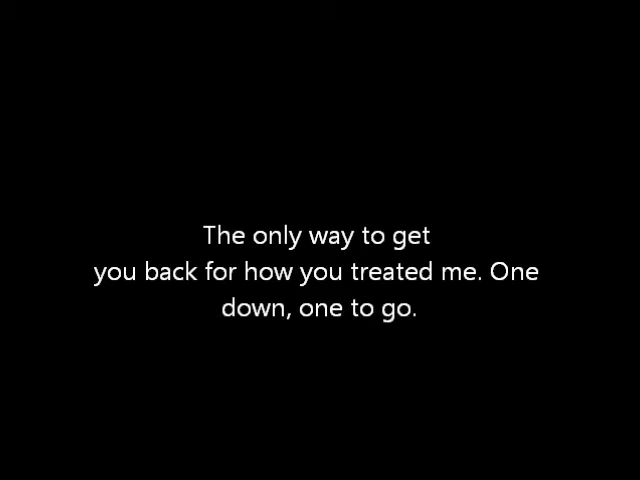 The only way to get
you back for how you treated me. One
down, one to go.